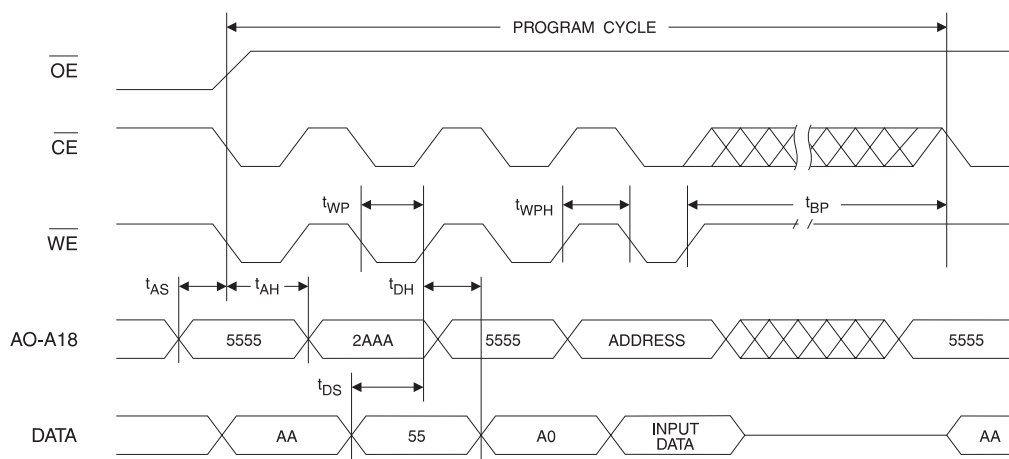 PROGRAM CYCLE
OE
CE
tWP
tWPH
tBP
WE
tAS
tAH
tDH
AO-A18
5555
2AAA
5555
ADDRESS
5555
tDS
DATA
AA
55
A0
INPUT
DATA
AA